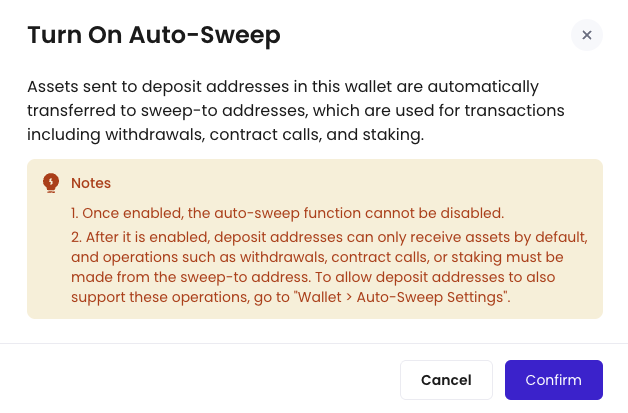 Turn On Auto-Sweep
Assets sent to deposit addresses in this wallet are automatically
transferred to sweep-to addresses, which are used for transactions
including withdrawals, contract calls, and staking.
Notes
1. Once enabled, the auto-sweep function cannot be disabled.
2. After it is enabled, deposit addresses can only receive assets by default,
and operations such as withdrawals, contract calls, or staking must be
made from the sweep-to address. To allow deposit addresses to also
support these operations, go to "Wallet > Auto-Sweep Settings".
Cancel
Confirm